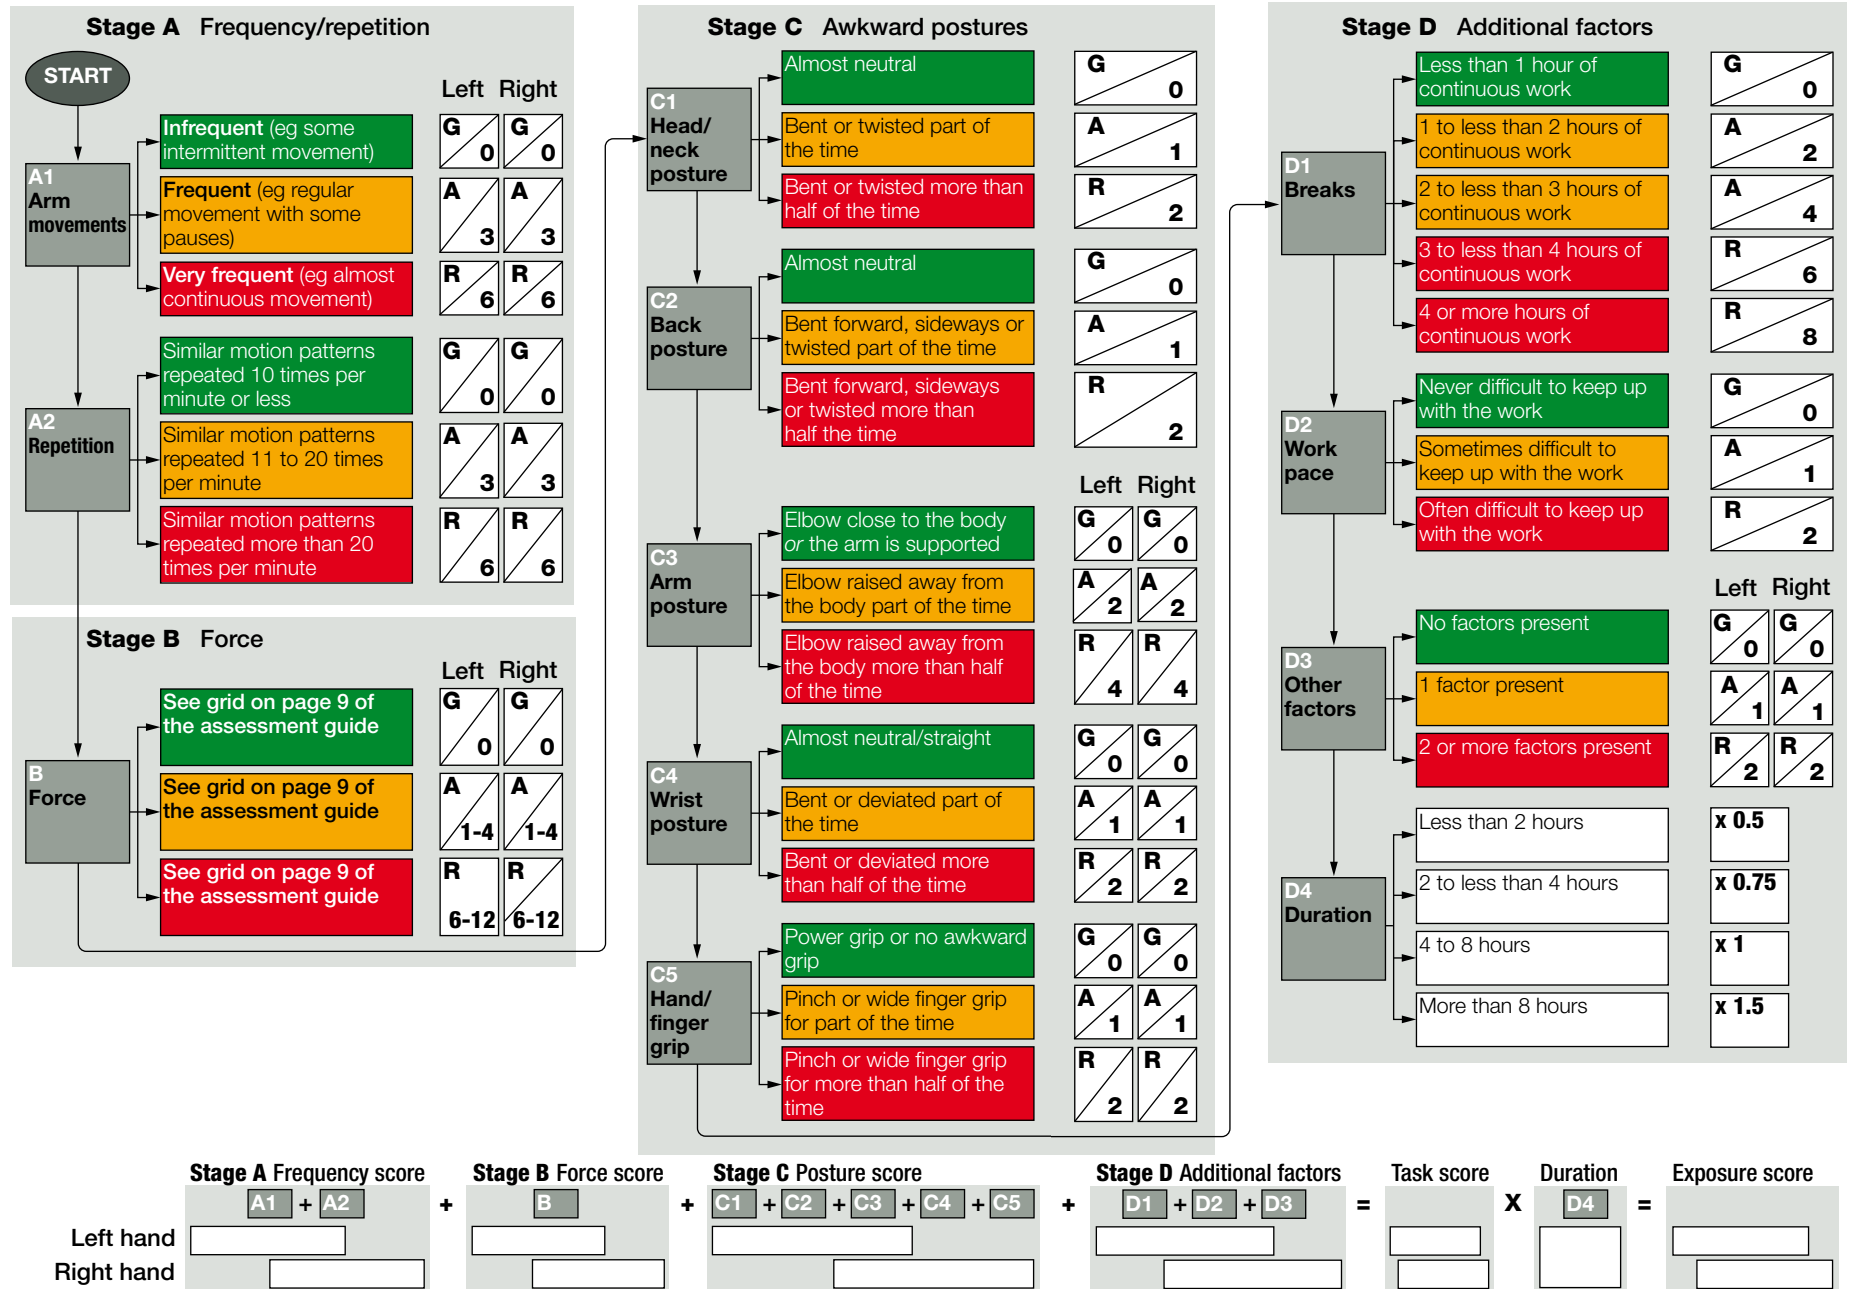 Stage A Frequency/repetition
START
Left Right
A1
Arm
movements
Infrequent (eg some
intermittent movement)
G 0 G 0
Frequent (eg regular
movement with some
pauses)
A 3 A 3
Very frequent (eg almost
continuous movement)
R 6 R 6
A2
Repetition
Similar motion patterns
repeated 10 times per
minute or less
G 0 G 0
Similar motion patterns
repeated 11 to 20 times
per minute
A 3 A 3
Similar motion patterns
repeated more than 20
times per minute
R 6 R 6
Stage B Force
Left Right
B
Force
See grid on page 9 of
the assessment guide
G 0 G 0
See grid on page 9 of
the assessment guide
A 1-4 A 1-4
See grid on page 9 of
the assessment guide
R 6-12 R 6-12
Stage C Awkward postures
C1
Head/
neck
posture
Almost neutral
G 0
Bent or twisted part of
the time
A 1
Bent or twisted more than
half of the time
R 2
C2
Back
posture
Almost neutral
G 0
Bent forward, sideways or
twisted part of the time
A 1
Bent forward, sideways
or twisted more than
half the time
R 2
Left Right
C3
Arm
posture
Elbow close to the body
or the arm is supported
G 0 G 0
Elbow raised away from
the body part of the time
A 2 A 2
Elbow raised away from
the body more than half
of the time
R 4 R 4
C4
Wrist
posture
Almost neutral/straight
G 0 G 0
Bent or deviated part of
the time
A 1 A 1
Bent or deviated more
than half of the time
R 2 R 2
C5
Hand/
finger
grip
Power grip or no awkward
grip
G 0 G 0
Pinch or wide finger grip
for part of the time
A 1 A 1
Pinch or wide finger grip
for more than half of the
time
R 2 R 2
Stage D Additional factors
D1
Breaks
Less than 1 hour of
continuous work
G 0
1 to less than 2 hours of
continuous work
A 2
2 to less than 3 hours of
continuous work
A 4
3 to less than 4 hours of
continuous work
R 6
4 or more hours of
continuous work
R 8
D2
Work
pace
Never difficult to keep up
with the work
G 0
Sometimes difficult to
keep up with the work
A 1
Often difficult to keep up
with the work
R 2
Left Right
D3
Other
factors
No factors present
G 0 G 0
1 factor present
A 1 A 1
2 or more factors present
R 2 R 2
D4
Duration
Less than 2 hours
x 0.5
2 to less than 4 hours
x 0.75
4 to 8 hours
x 1
More than 8 hours
x 1.5
Stage A Frequency score Stage B Force score Stage C Posture score Stage D Additional factors Task score Duration Exposure score
A1 + A2 + B + C1 + C2 + C3 + C4 + C5 + D1 + D2 + D3 = X D4 =
Left hand
Right hand